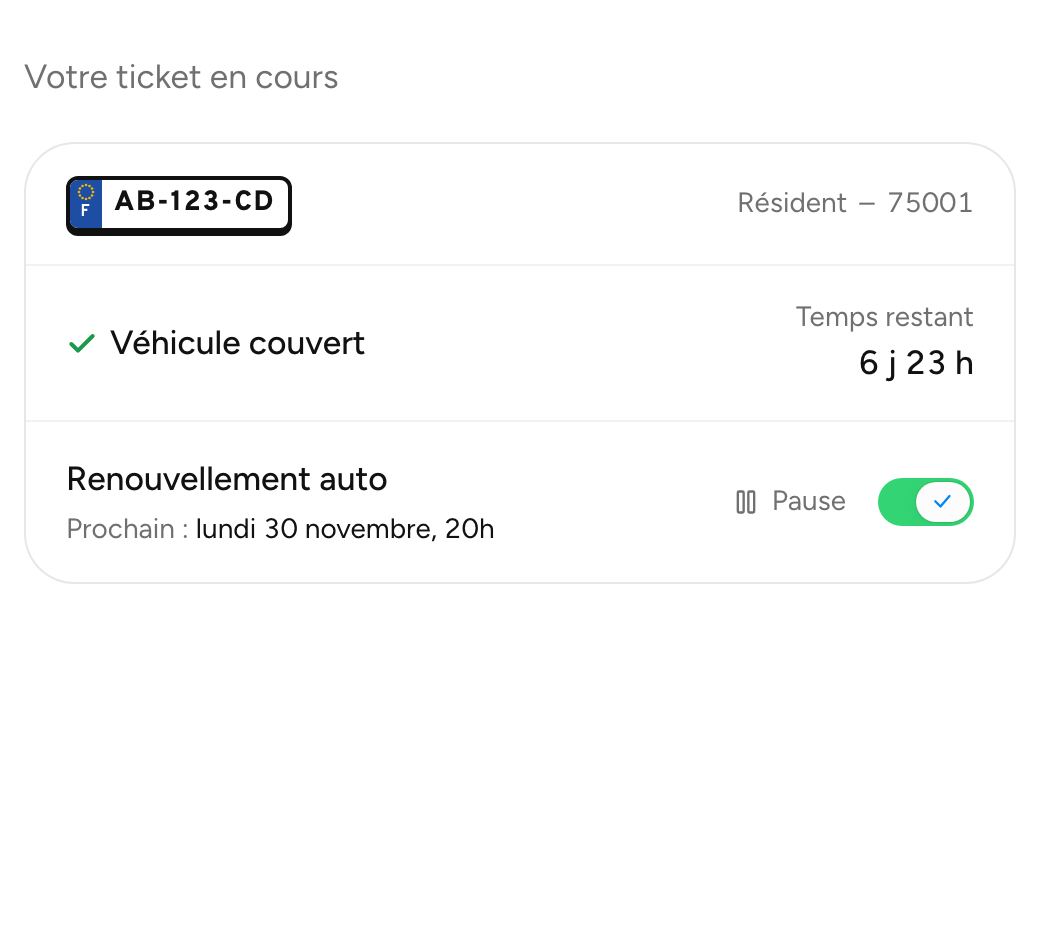 Votre ticket en cours
F AB-123-CD
Résident – 75001
Véhicule couvert
Temps restant
6 j 23 h
Renouvellement auto
Prochain : lundi 30 novembre, 20h
Pause